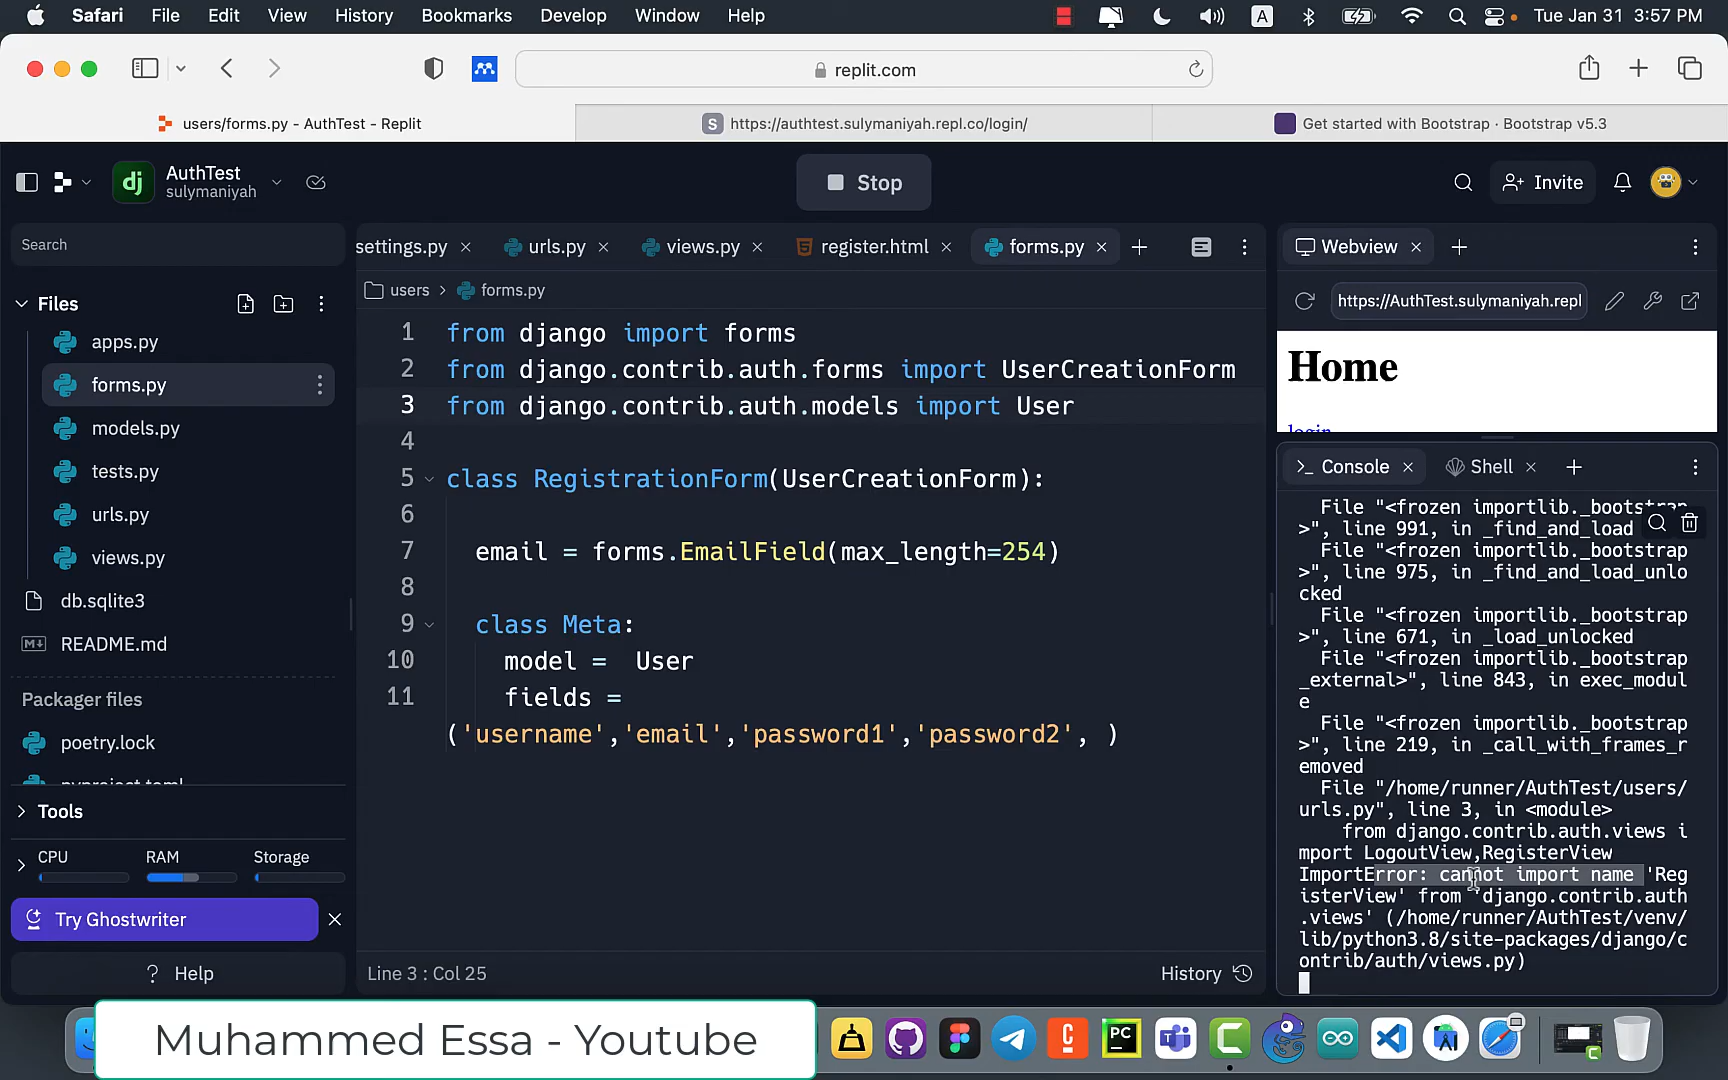 Safari File Edit View History Bookmarks Develop Window Help A Tue Jan 31 3:57 PM
replit.com
users/forms.py - AuthTest - Replit
S https://authtest.sulymaniyah.repl.co/login/
Get started with Bootstrap · Bootstrap v5.3
dj AuthTest
sulymaniyah
Stop
Invite
Search
Files
apps.py
forms.py
models.py
tests.py
urls.py
views.py
db.sqlite3
README.md
Packager files
poetry.lock
pyproject.toml
Tools
CPU RAM Storage
Try Ghostwriter
? Help
settings.py urls.py views.py register.html forms.py
users > forms.py
1 from django import forms
2 from django.contrib.auth.forms import UserCreationForm
3 from django.contrib.auth.models import User
4
5 class RegistrationForm(UserCreationForm):
6
7 email = forms.EmailField(max_length=254)
8
9 class Meta:
10 model =  User
11 fields =
('username','email','password1','password2', )
Line 3 : Col 25
History
Webview
https://AuthTest.sulymaniyah.repl
Home
login
>_ Console Shell
File "<frozen importlib._bootstrap
>", line 991, in _find_and_load
File "<frozen importlib._bootstrap
>", line 975, in _find_and_load_unlo
cked
File "<frozen importlib._bootstrap
>", line 671, in _load_unlocked
File "<frozen importlib._bootstrap
_external>", line 843, in exec_modul
e
File "<frozen importlib._bootstrap
>", line 219, in _call_with_frames_r
emoved
File "/home/runner/AuthTest/users/
urls.py", line 3, in <module>
from django.contrib.auth.views i
mport LogoutView,RegisterView
ImportError: cannot import name 'Reg
isterView' from 'django.contrib.auth
.views' (/home/runner/AuthTest/venv/
lib/python3.8/site-packages/django/c
ontrib/auth/views.py)
Muhammed Essa - Youtube
PC